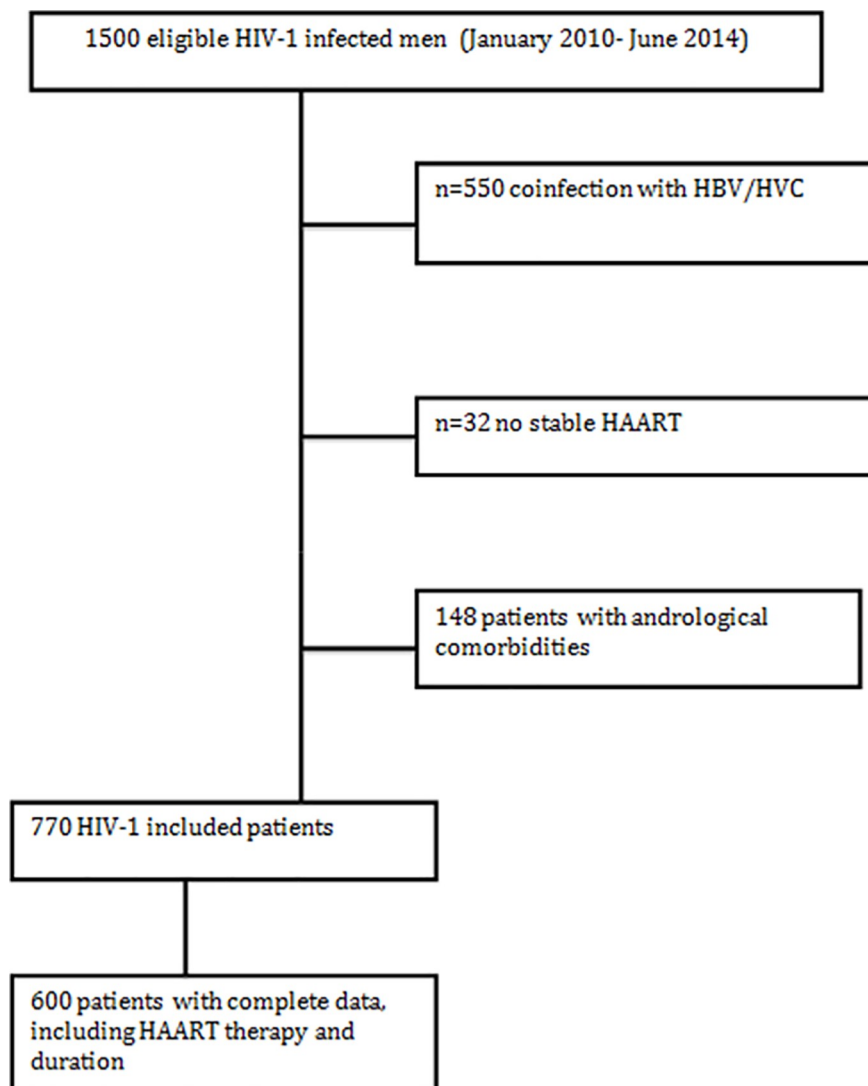 1500 eligible HIV-1 infected men (January 2010- June 2014)
n=550 coinfection with HBV/HVC
n=32 no stable HAART
148 patients with andrological
comorbidities
770 HIV-1 included patients
600 patients with complete data,
including HAART therapy and
duration